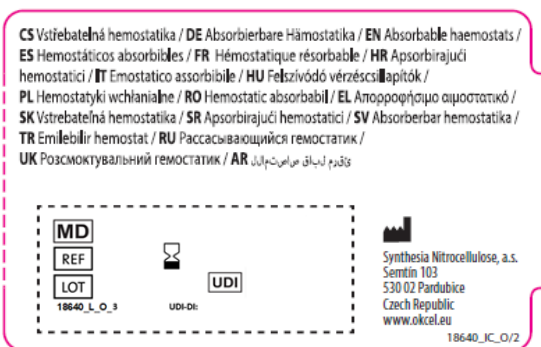 CS Vstřebatelná hemostatika / DE Absorbierbare Hämostatika / EN Absorbable haemostats /
ES Hemostáticos absorbibles / FR Hémostatique résorbable / HR Apsorbirajući
hemostatici / IT Emostatico assorbibile / HU Felszívódó vérzéscsillapítók /
PL Hemostatyki wchłanialne / RO Hemostatic absorbabil / EL Απορροφήσιμο αιμοστατικό /
SK Vstrebateľná hemostatika / SR Apsorbirajući hemostatici / SV Absorberbar hemostatika /
TR Emilebilir hemostat / RU Рассасывающийся гемостатик /
UK Розсмоктувальний гемостатик / AR
MD
REF
LOT
UDI
18640_L_O_3 UDI-DI:
Synthesia Nitrocellulose, a.s.
Semtín 103
530 02 Pardubice
Czech Republic
www.okcel.eu
18640_IC_O/2